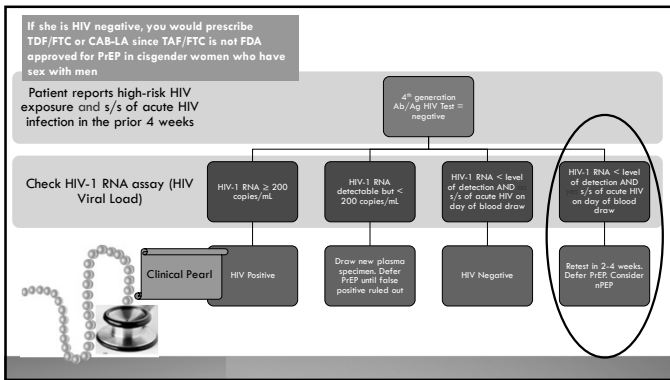 If she is HIV negative, you would prescribe
TDF/FTC or CAB-LA since TAF/FTC is not FDA
approved for PrEP in cisgender women who have
sex with men
Patient reports high-risk HIV
exposure and s/s of acute HIV
infection in the prior 4 weeks
4th generation
Ab/Ag HIV Test =
negative
Check HIV-1 RNA assay (HIV
Viral Load)
HIV-1 RNA ≥ 200
copies/mL
HIV-1 RNA
detectable but <
200 copies/mL
HIV-1 RNA < level
of detection AND
s/s of acute HIV on
day of blood draw
HIV-1 RNA < level
of detection AND
s/s of acute HIV
on day of blood
draw
Clinical Pearl
HIV Positive
Draw new plasma
specimen. Defer
PrEP until false
positive ruled out
HIV Negative
Retest in 2-4 weeks.
Defer PrEP. Consider
nPEP